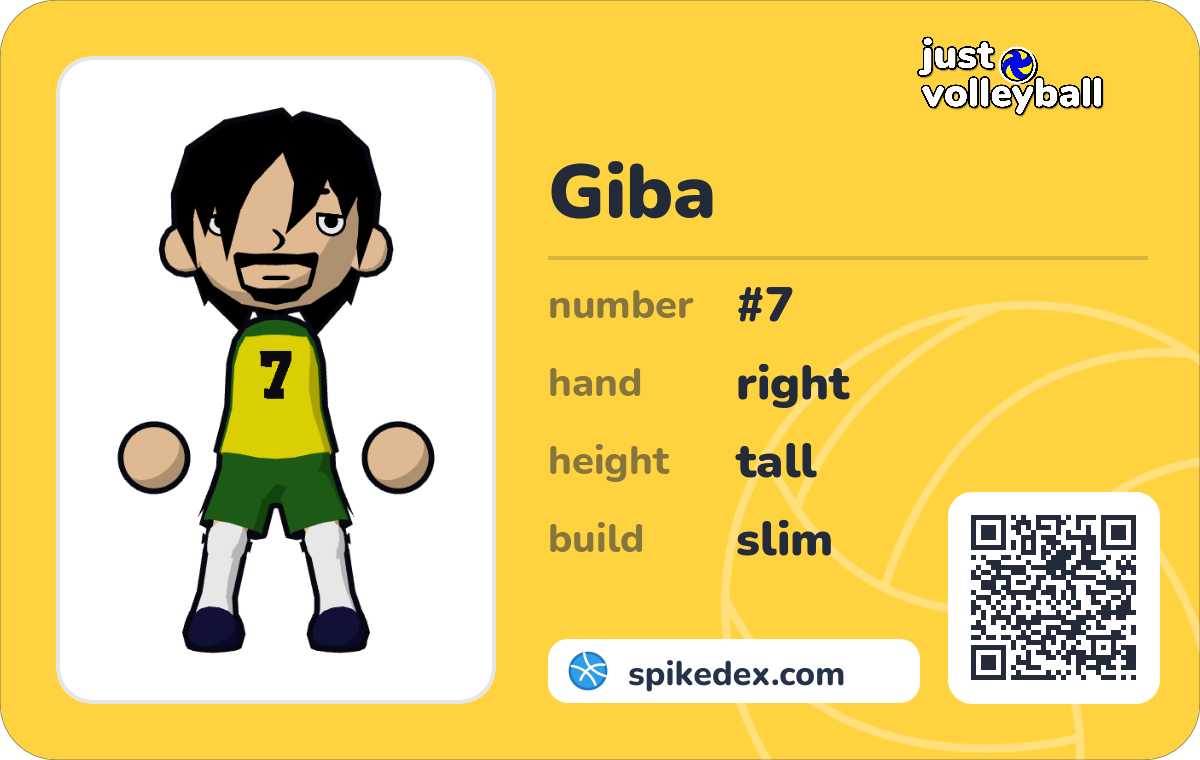 just
volleyball
Giba
number #7
hand right
height tall
build slim
7
spikedex.com